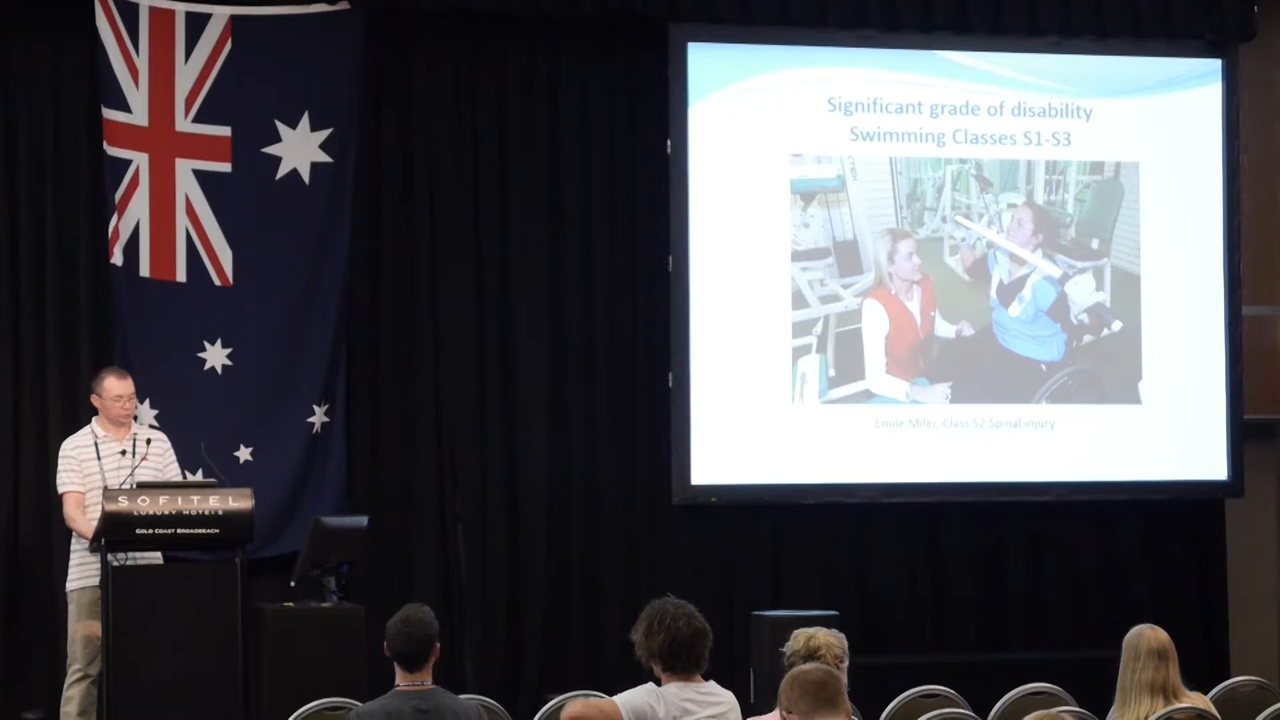 Significant grade of disability
Swimming Classes S1-S3
Emile Miler, Class S2 Spinal injury
SOFITEL
LUXURY HOTELS
GOLD COAST BROADBEACH